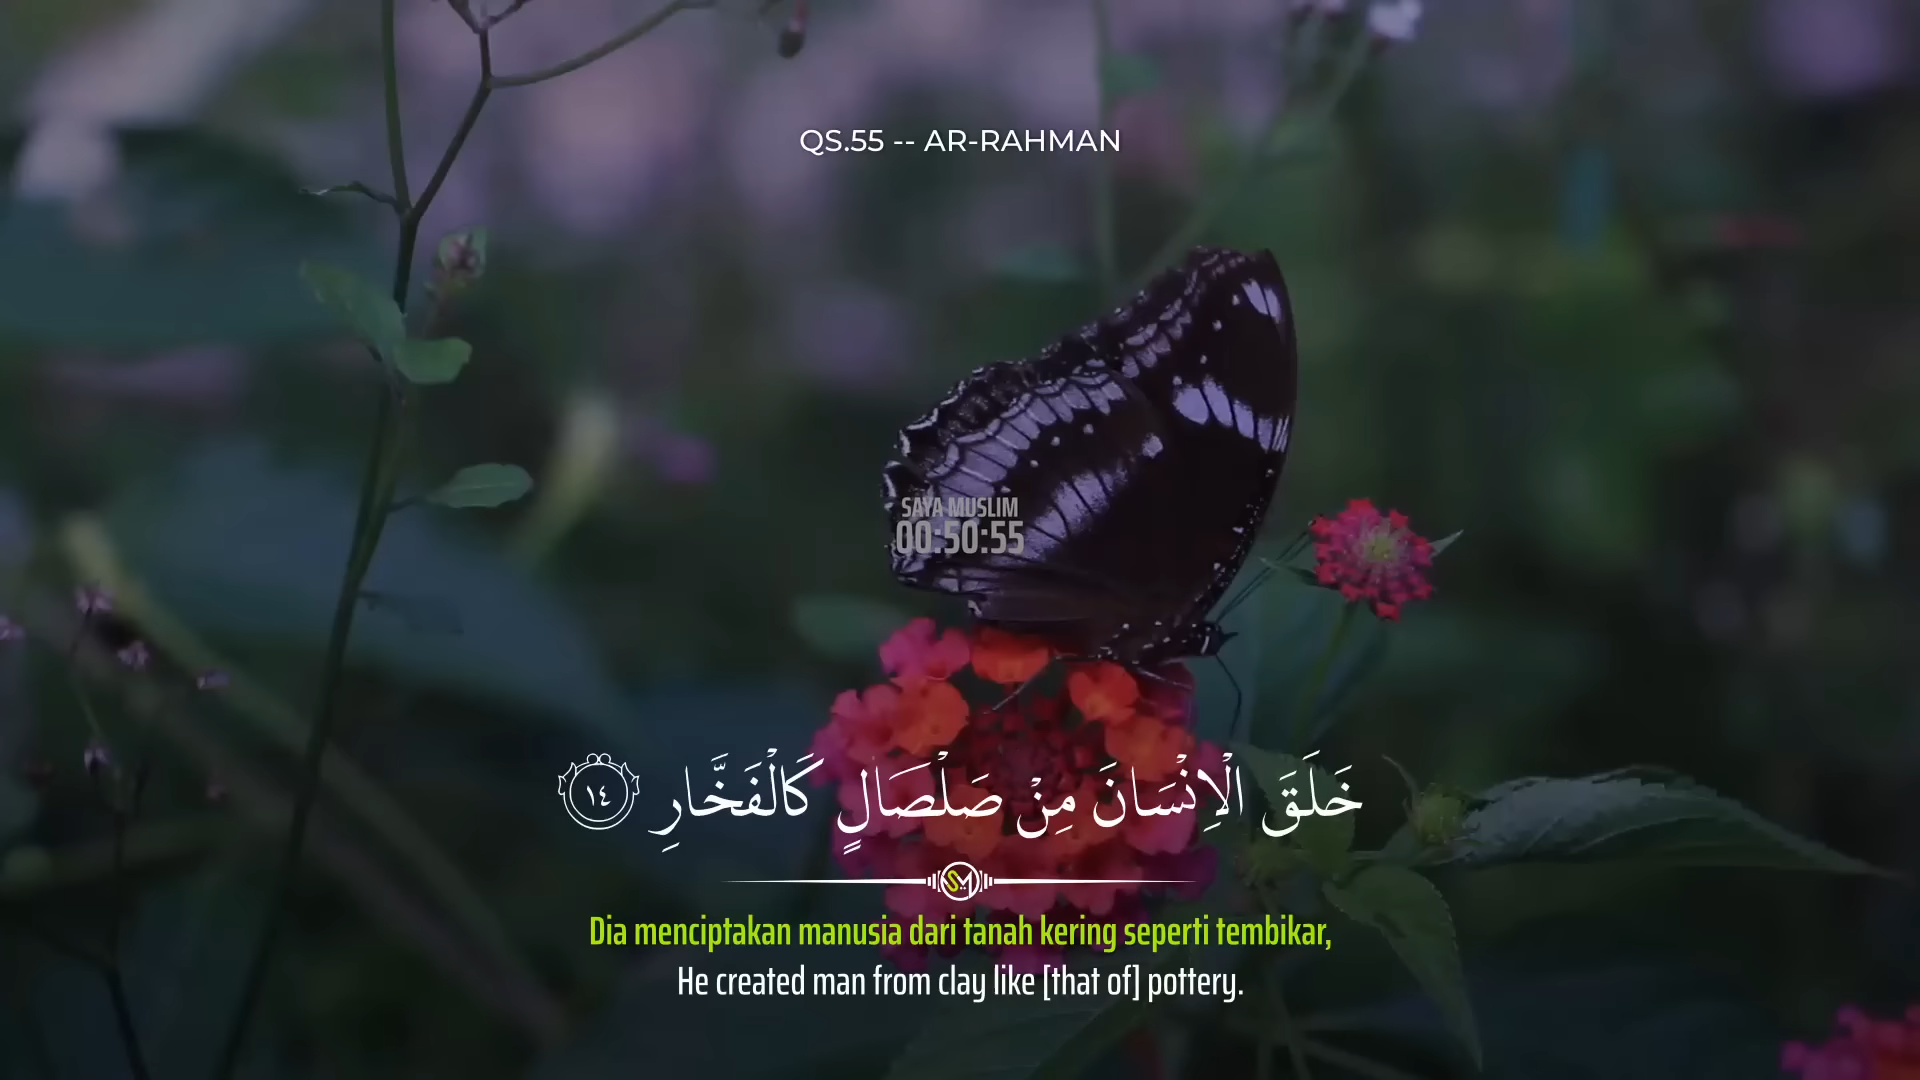 QS.55 -- AR-RAHMAN
SAYA MUSLIM
00:50:55
خَلَقَ الْاِنْسَانَ مِنْ صَلْصَالٍ كَالْفَخَّارِ ١٤
SM
Dia menciptakan manusia dari tanah kering seperti tembikar,
He created man from clay like [that of] pottery.